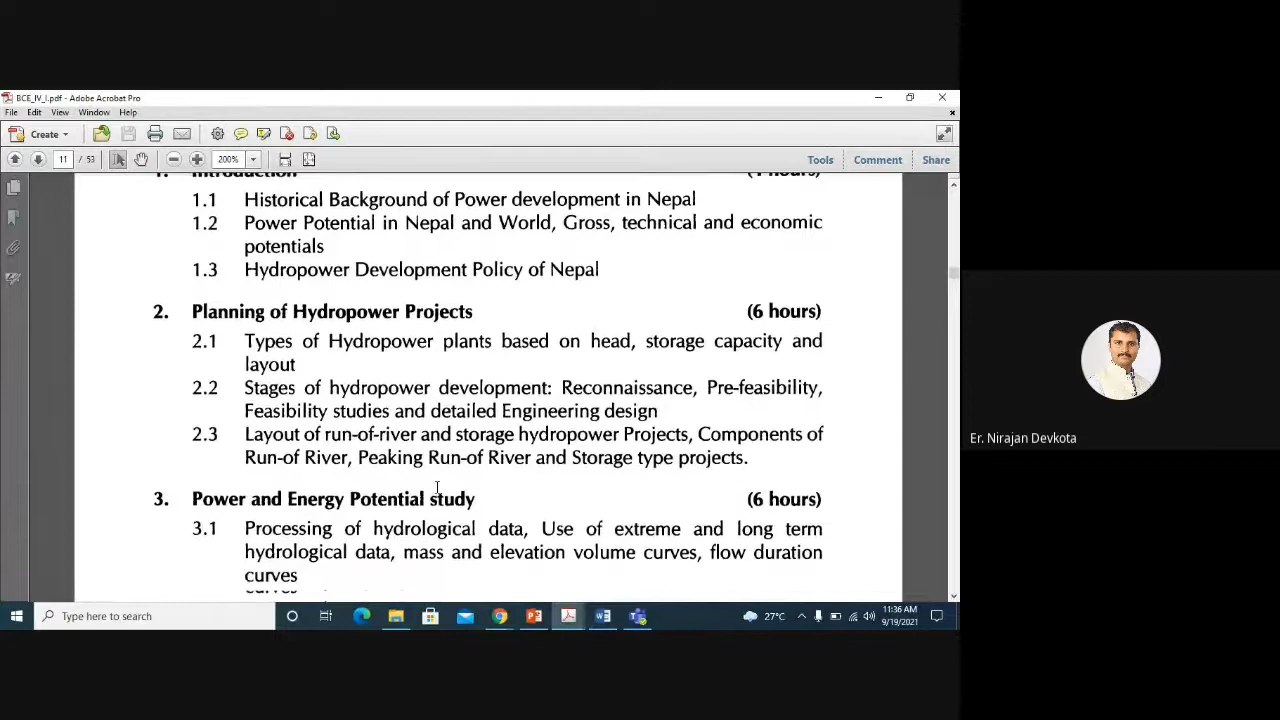 BCE_IV_I.pdf - Adobe Acrobat Pro
File Edit View Window Help
Create
11 / 53 200% Tools Comment Share
1. Introduction
1.1 Historical Background of Power development in Nepal
1.2 Power Potential in Nepal and World, Gross, technical and economic
potentials
1.3 Hydropower Development Policy of Nepal
2. Planning of Hydropower Projects (6 hours)
2.1 Types of Hydropower plants based on head, storage capacity and
layout
2.2 Stages of hydropower development: Reconnaissance, Pre-feasibility,
Feasibility studies and detailed Engineering design
2.3 Layout of run-of-river and storage hydropower Projects, Components of
Run-of River, Peaking Run-of River and Storage type projects.
3. Power and Energy Potential study (6 hours)
3.1 Processing of hydrological data, Use of extreme and long term
hydrological data, mass and elevation volume curves, flow duration
curves
Er. Nirajan Devkota
Type here to search
27°C
11:36 AM
9/19/2021